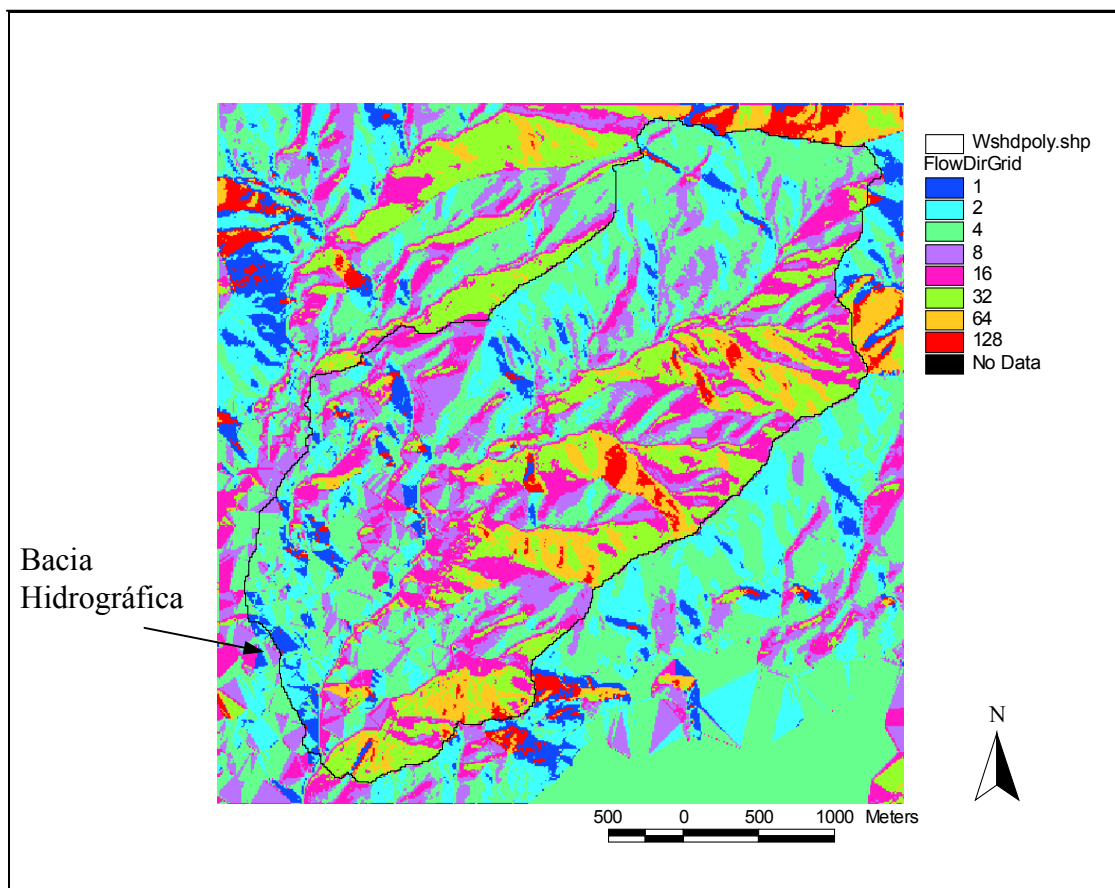 Wshdpoly.shp
FlowDirGrid
1
2
4
8
16
32
64
128
No Data
Bacia
Hidrográfica
N
500 0 500 1000 Meters